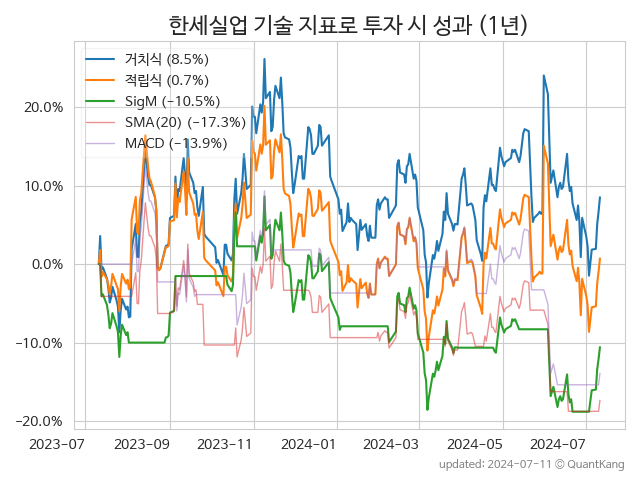 한세실업 기술 지표로 투자 시 성과 (1년)
거치식 (8.5%)
적립식 (0.7%)
SigM (−10.5%)
SMA(20) (−17.3%)
MACD (−13.9%)
20.0%
10.0%
0.0%
−10.0%
−20.0%
2023-07 2023-09 2023-11 2024-01 2024-03 2024-05 2024-07
updated: 2024-07-11 © QuantKang